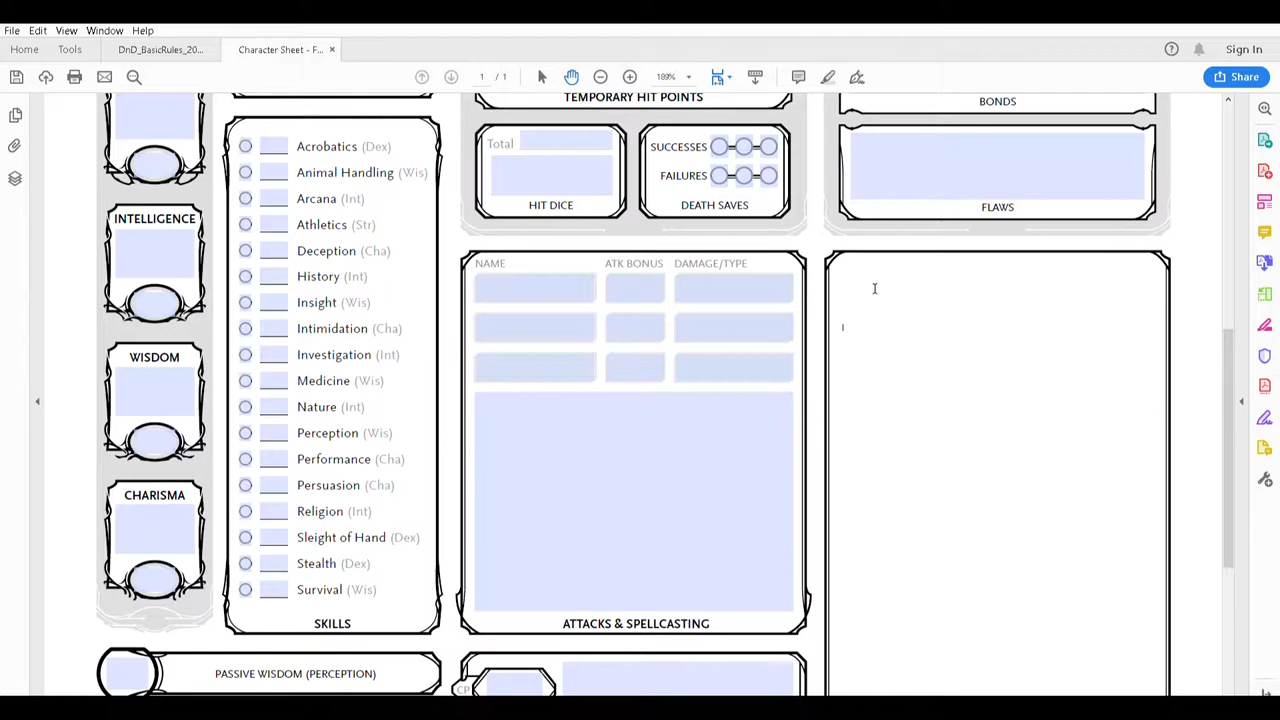 File Edit View Window Help
Home Tools DnD_BasicRules_20... Character Sheet - F... ×
1 / 1 189% Sign In
Share
TEMPORARY HIT POINTS
BONDS
Total
SUCCESSES
FAILURES
HIT DICE
DEATH SAVES
FLAWS
INTELLIGENCE
WISDOM
CHARISMA
Acrobatics (Dex)
Animal Handling (Wis)
Arcana (Int)
Athletics (Str)
Deception (Cha)
History (Int)
Insight (Wis)
Intimidation (Cha)
Investigation (Int)
Medicine (Wis)
Nature (Int)
Perception (Wis)
Performance (Cha)
Persuasion (Cha)
Religion (Int)
Sleight of Hand (Dex)
Stealth (Dex)
Survival (Wis)
SKILLS
NAME ATK BONUS DAMAGE/TYPE
ATTACKS & SPELLCASTING
PASSIVE WISDOM (PERCEPTION)
CP